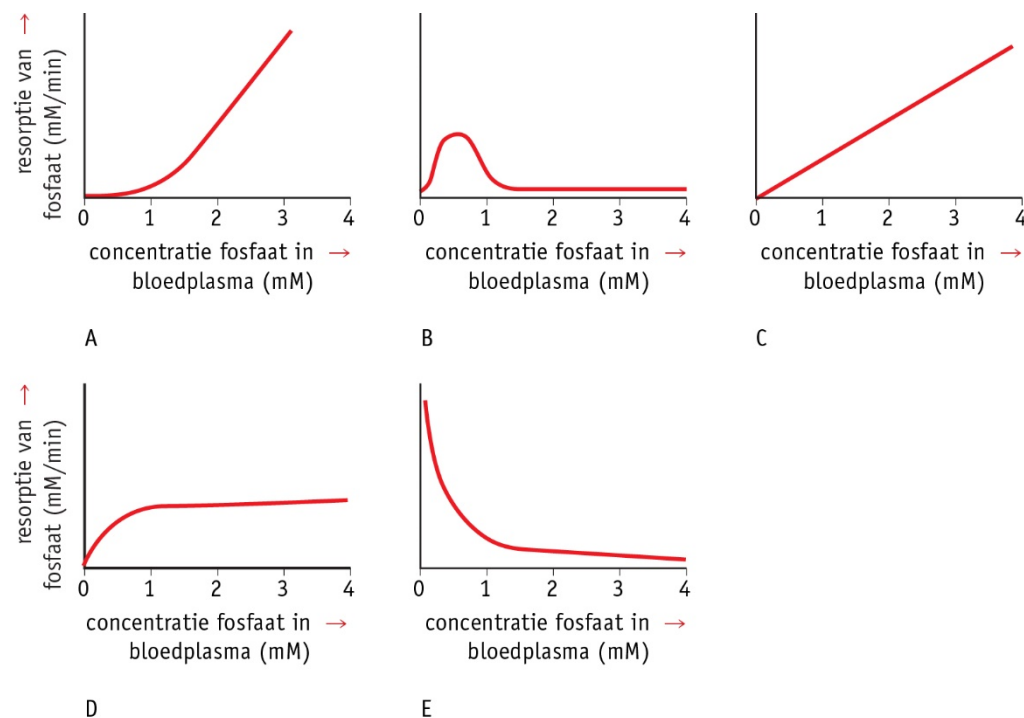 resorptie van →
fosfaat (mM/min)
0 1 2 3 4
concentratie fosfaat in →
bloedplasma (mM)
A
0 1 2 3 4
concentratie fosfaat in →
bloedplasma (mM)
B
0 1 2 3 4
concentratie fosfaat in →
bloedplasma (mM)
C
resorptie van →
fosfaat (mM/min)
0 1 2 3 4
concentratie fosfaat in →
bloedplasma (mM)
D
0 1 2 3 4
concentratie fosfaat in →
bloedplasma (mM)
E